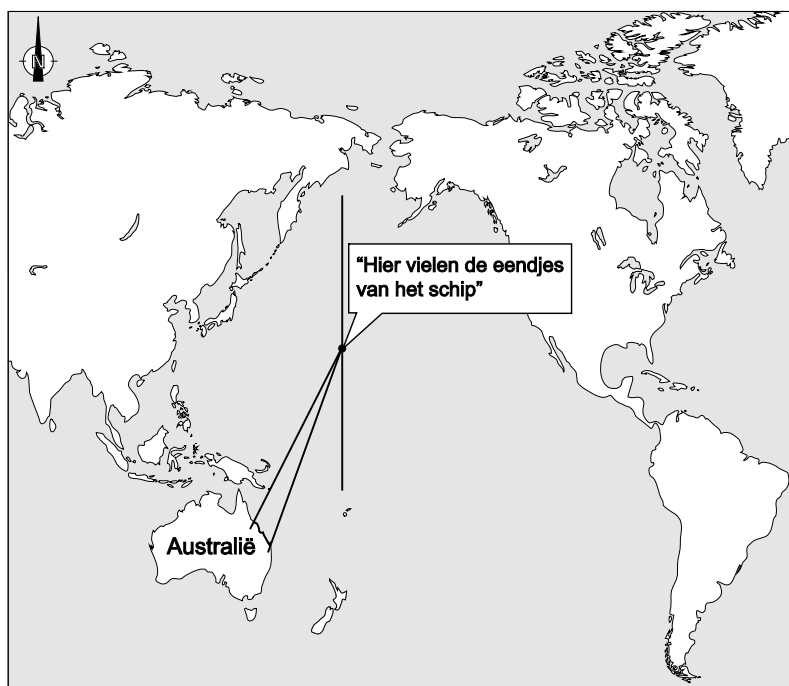 N
“Hier vielen de eendjes
van het schip”
Australië